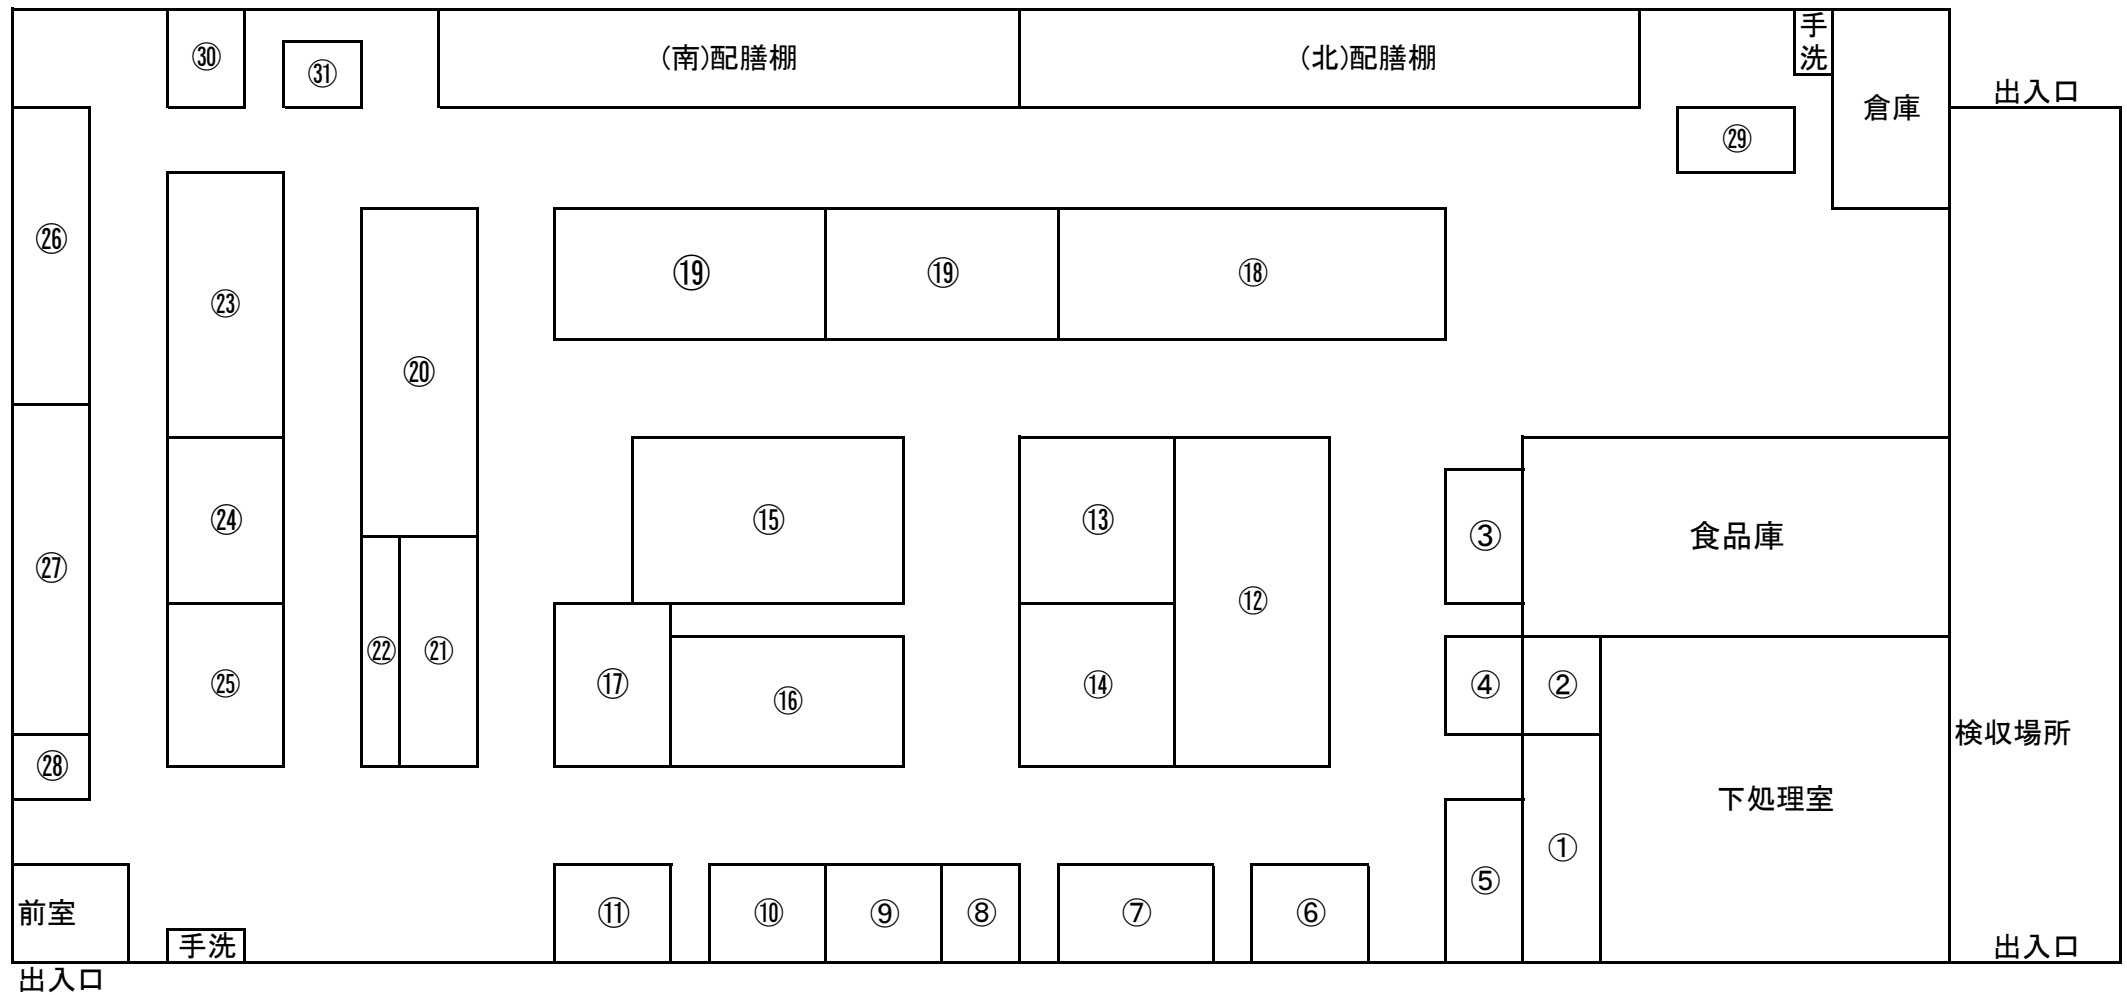 ㉚
㉛
(南)配膳棚
(北)配膳棚
手
洗
倉庫
出入口
㉙
㉖
㉓
⑳
⑲
⑲
⑱
㉗
㉔
⑮
⑬
⑫
③
食品庫
㉒
㉑
㉕
⑰
⑯
⑭
④
②
検収場所
㉘
下処理室
①
⑤
前室
手洗
⑪
⑩
⑨
⑧
⑦
⑥
出入口
出入口